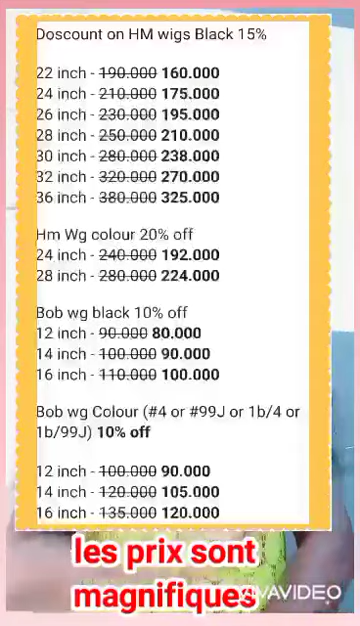 Doscount on HM wigs Black 15%
22 inch - 190.000 160.000
24 inch - 210.000 175.000
26 inch - 230.000 195.000
28 inch - 250.000 210.000
30 inch - 280.000 238.000
32 inch - 320.000 270.000
36 inch - 380.000 325.000
Hm Wg colour 20% off
24 inch - 240.000 192.000
28 inch - 280.000 224.000
Bob wg black 10% off
12 inch - 90.000 80.000
14 inch - 100.000 90.000
16 inch - 110.000 100.000
Bob wg Colour (#4 or #99J or 1b/4 or
1b/99J) 10% off
12 inch - 100.000 90.000
14 inch - 120.000 105.000
16 inch - 135.000 120.000
les prix sont
magnifiques
VIVAVIDEO